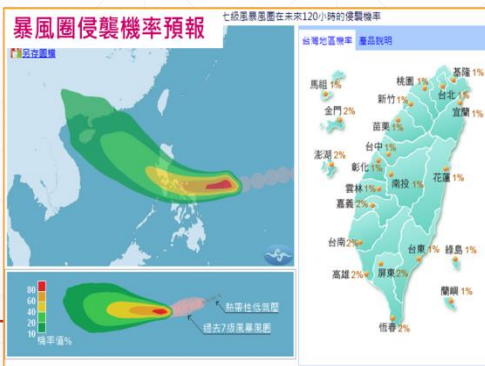 暴風圈侵襲機率預報
七級風暴風圈在未來120小時的侵襲機率
另存圖檔
台灣地區機率 產品說明
基隆 1%
桃園 1%
台北 1%
馬祖 1%
新竹 1%
宜蘭 1%
金門 2%
苗栗 1%
台中 1%
澎湖 2%
彰化 1%
花蓮 1%
雲林 1%
南投 1%
嘉義 2%
台南 2%
台東 1%
綠島 1%
高雄 2%
屏東 2%
蘭嶼 1%
恆春 2%
80
60
40
20
10
機率值%
熱帶性低氣壓
過去7級風暴風圈